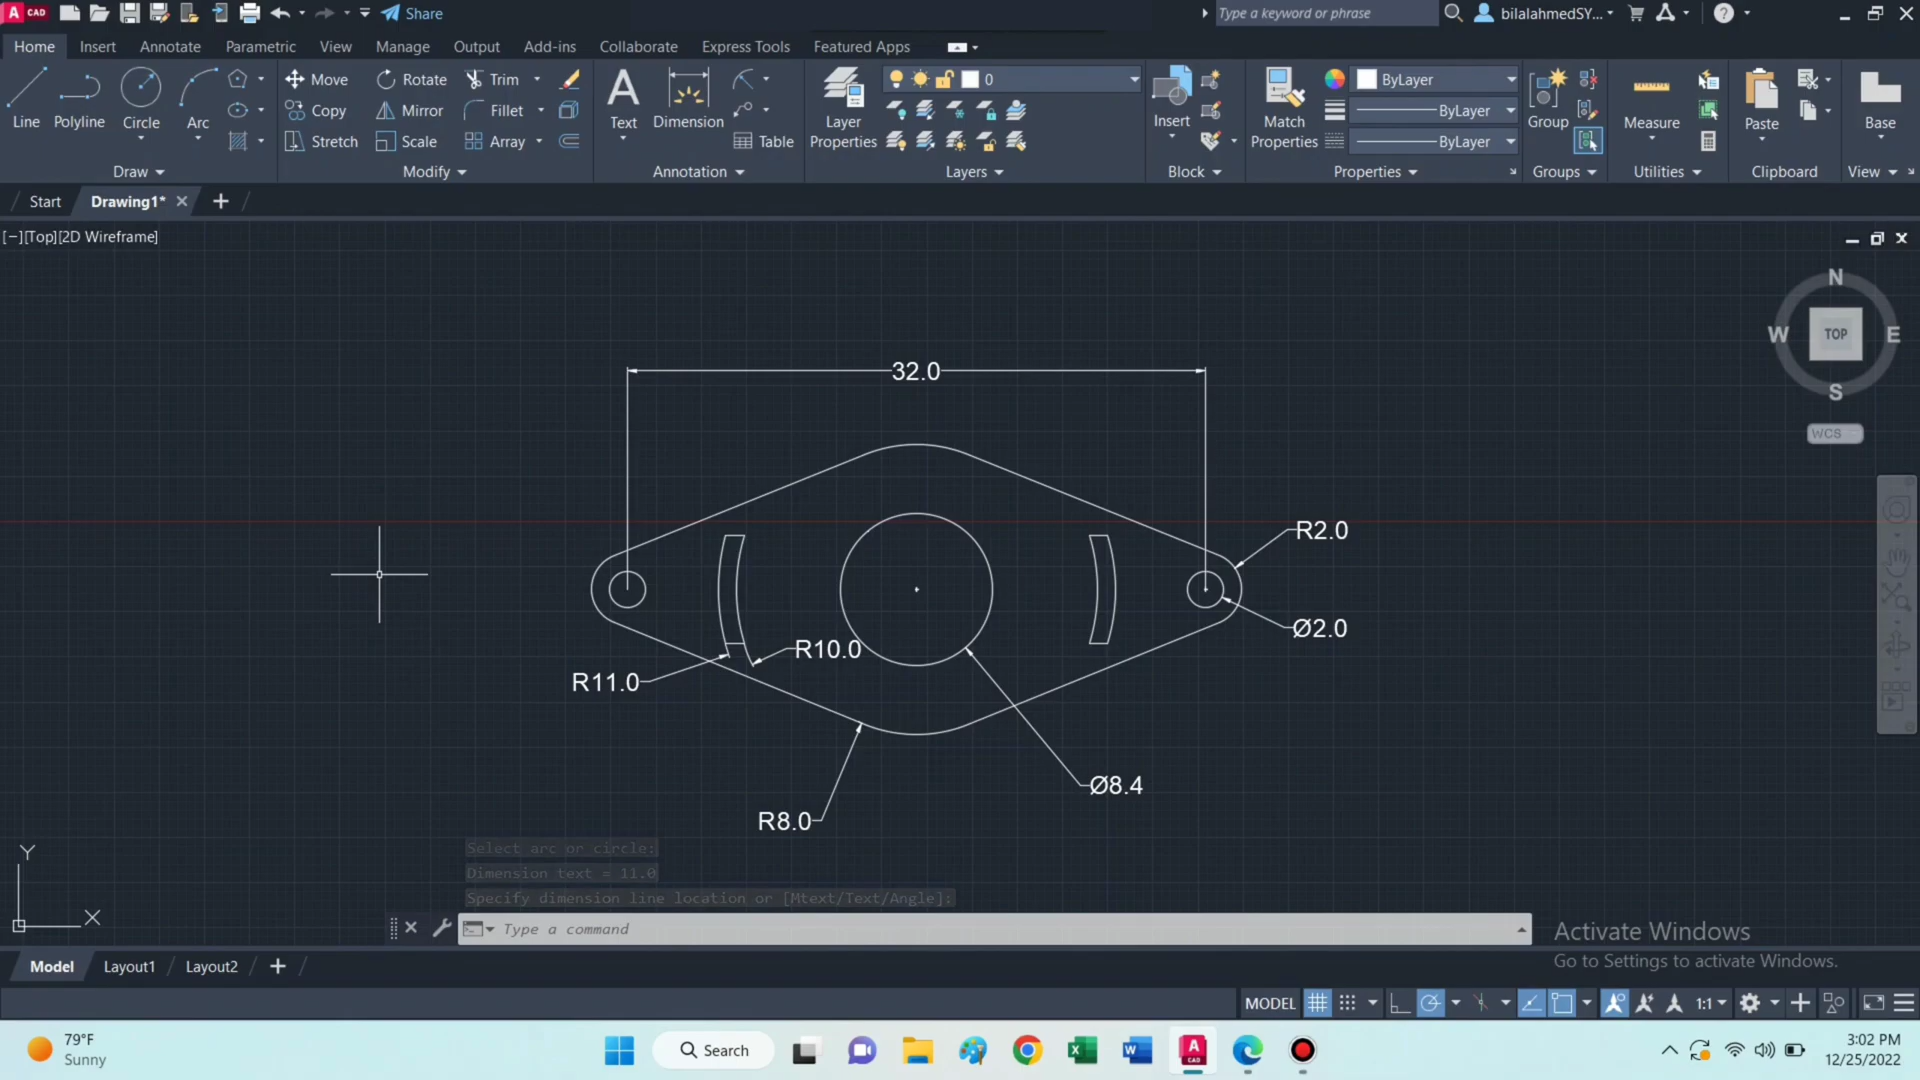 A CAD Share Type a keyword or phrase bilalahmedSY...
Home Insert Annotate Parametric View Manage Output Add-ins Collaborate Express Tools Featured Apps
Line Polyline Circle Arc
Move Rotate Trim
Copy Mirror Fillet
Stretch Scale Array
Text Dimension Table
Layer Properties 0
Insert
Match Properties ByLayer
ByLayer
ByLayer
Group Measure Paste Base
Draw Modify Annotation Layers Block Properties Groups Utilities Clipboard View
Start Drawing1*
[−][Top][2D Wireframe]
N
W TOP E
S
WCS
32.0
R2.0
Ø2.0
R10.0
R11.0
Ø8.4
R8.0
Select arc or circle:
Dimension text = 11.0
Specify dimension line location or [Mtext/Text/Angle]:
Y
X
Type a command
Activate Windows
Go to Settings to activate Windows.
Model Layout1 Layout2
MODEL 1:1
79°F
Sunny
Search
3:02 PM
12/25/2022